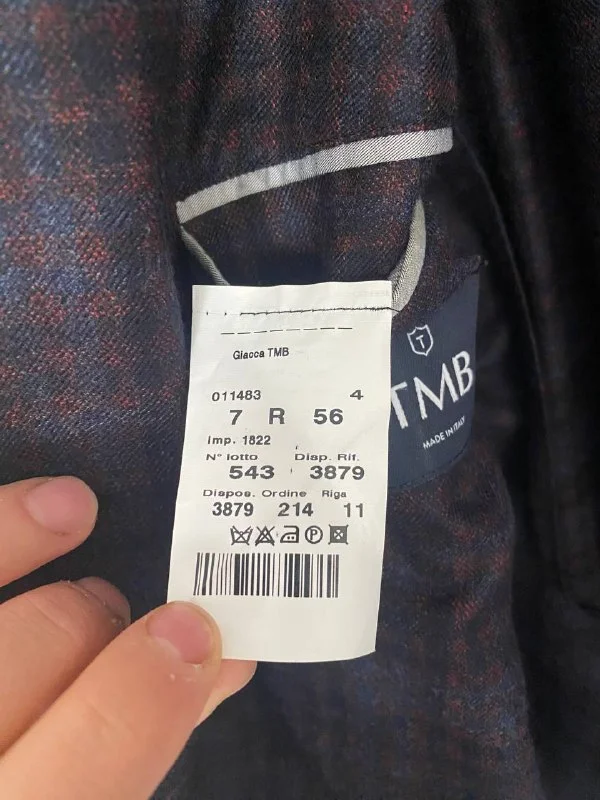 Giacca TMB
011483 4
7 R 56
imp. 1822
N° lotto Disp. Rif.
543 3879
Dispos. Ordine Riga
3879 214 11
P
T
TMB
MADE IN ITALY